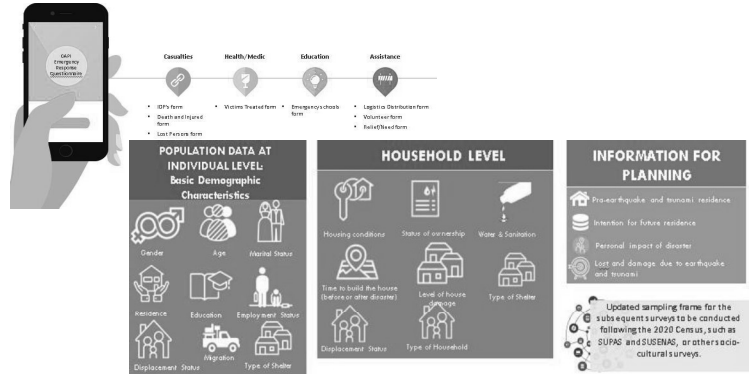 CAPI
Emergency
Response
Questionnaire
Casualties
Health/Medic
Education
Assistance
• IDP's form
• Death and Injured
form
• Lost Persons form
• Victims Treated form
• Emergency schools
form
• Logistics Distribution form
• Volunteer form
• Relief/Need form
POPULATION DATA AT
INDIVIDUAL LEVEL:
Basic Demographic
Characteristics
Gender
Age
Marital Status
Residence
Education
Employment Status
Displacement Status
Migration
Type of Shelter
HOUSEHOLD LEVEL
Housing conditions
Status of ownership
Water & Sanitation
Time to build the house
(before or after disaster)
Level of house
damage
Type of Shelter
Displacement Status
Type of Household
INFORMATION FOR
PLANNING
Pra-earthquake and trunami residence
Intention for future residence
Personal impact of disaster
Lost and damage due to earthquake
and trunami
Updated sampling frame for the
subsequent surveys to be conducted
following the 2020 Census, such as
SUPAS and SUSENAS, or other socio-
cultural surveys.